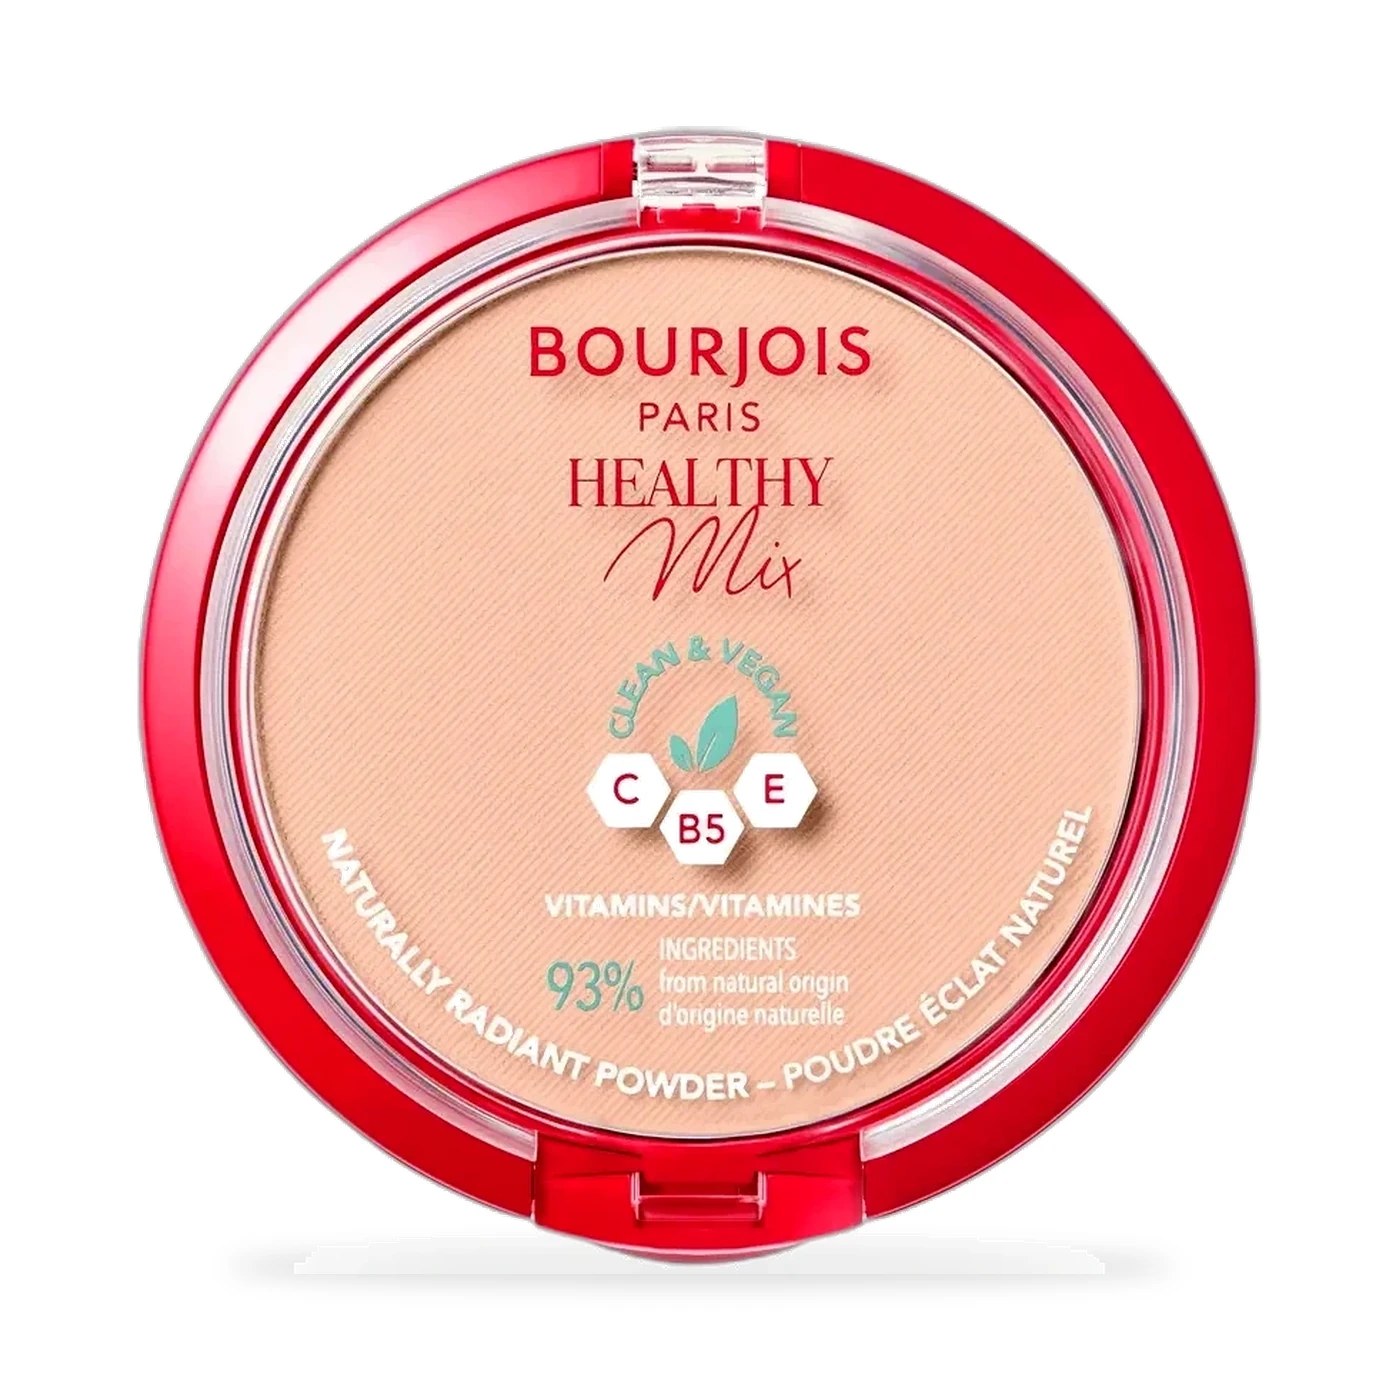 BOURJOIS
PARIS
HEALTHY
Mix
CLEAN & VEGAN
C
B5
E
VITAMINS/VITAMINES
93%
INGREDIENTS
from natural origin
d'origine naturelle
NATURALLY RADIANT POWDER – POUDRE ÉCLAT NATUREL